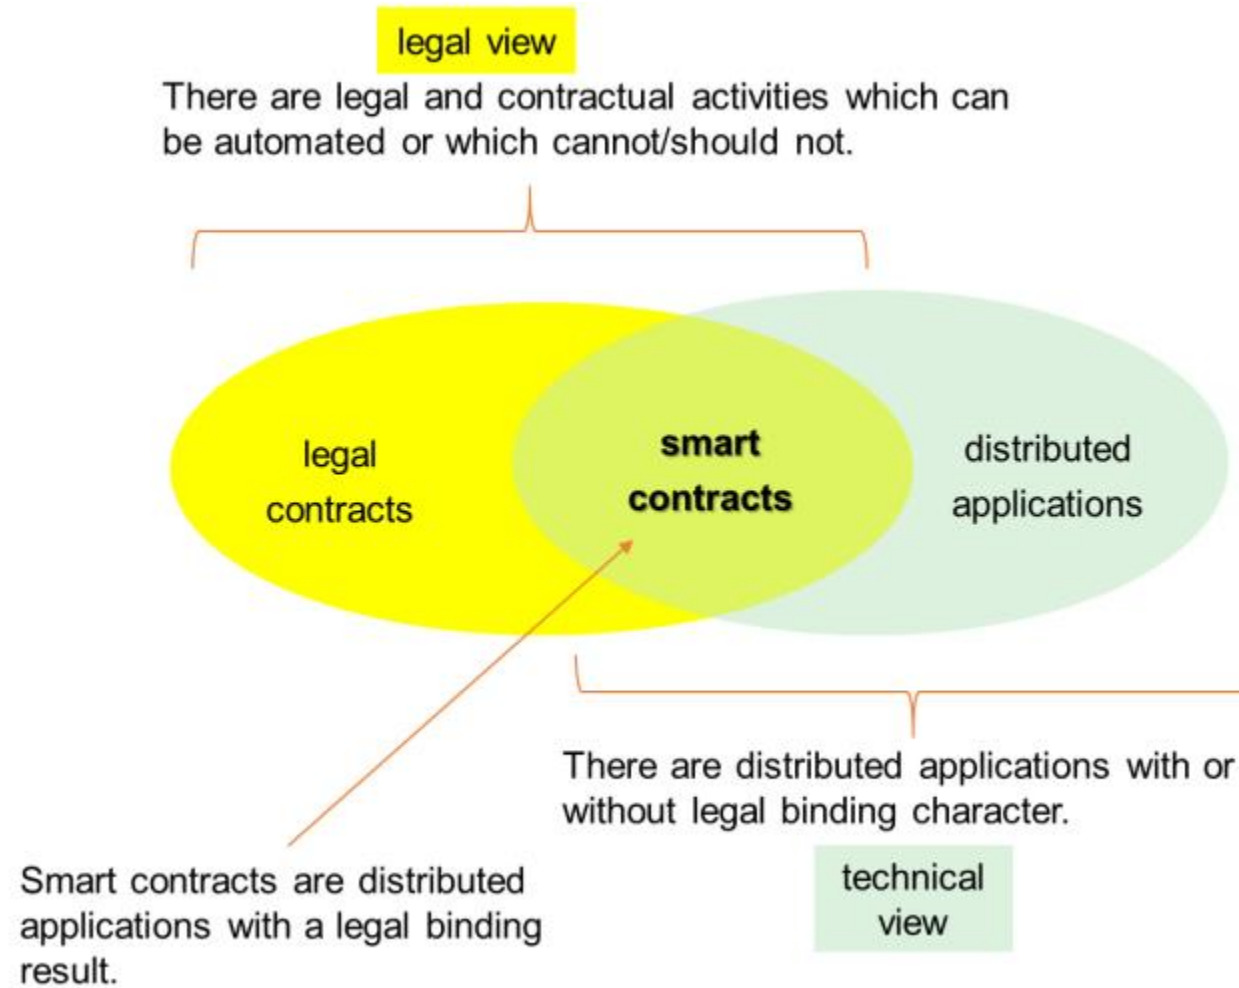 legal view
There are legal and contractual activities which can
be automated or which cannot/should not.
legal
contracts
smart
contracts
distributed
applications
There are distributed applications with or
without legal binding character.
technical
view
Smart contracts are distributed
applications with a legal binding
result.